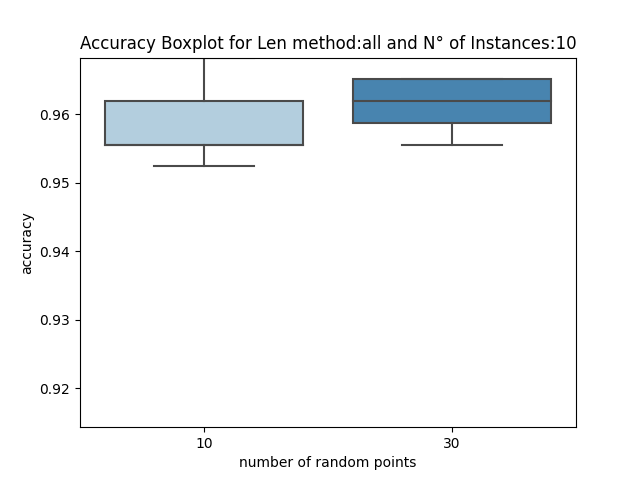 Accuracy Boxplot for Len method:all and N° of Instances:10
0.96
0.95
0.94
0.93
0.92
accuracy
10
30
number of random points